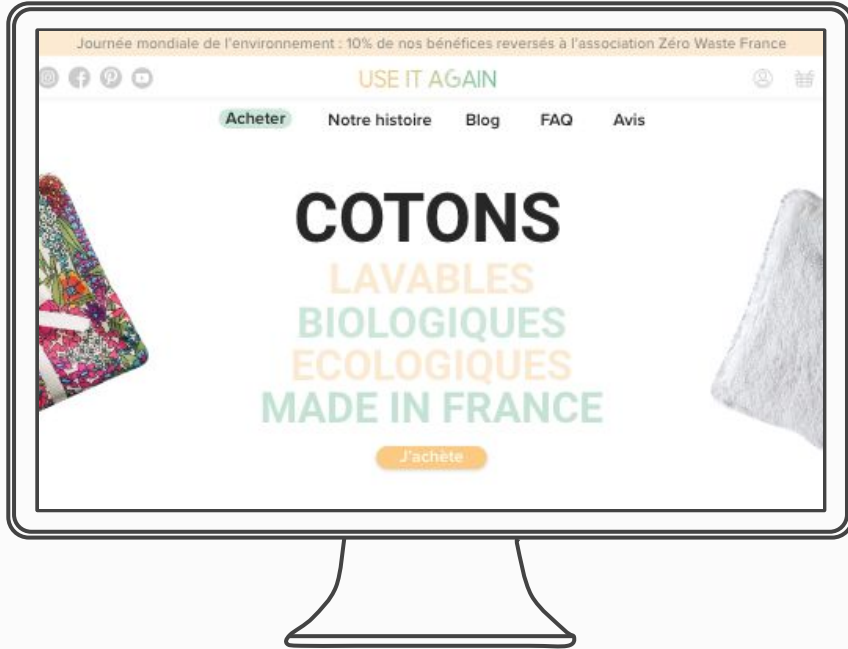 Journée mondiale de l'environnement : 10% de nos bénéfices reversés à l'association Zéro Waste France
USE IT AGAIN
Acheter Notre histoire Blog FAQ Avis
COTONS
LAVABLES
BIOLOGIQUES
ECOLOGIQUES
MADE IN FRANCE
J'achète